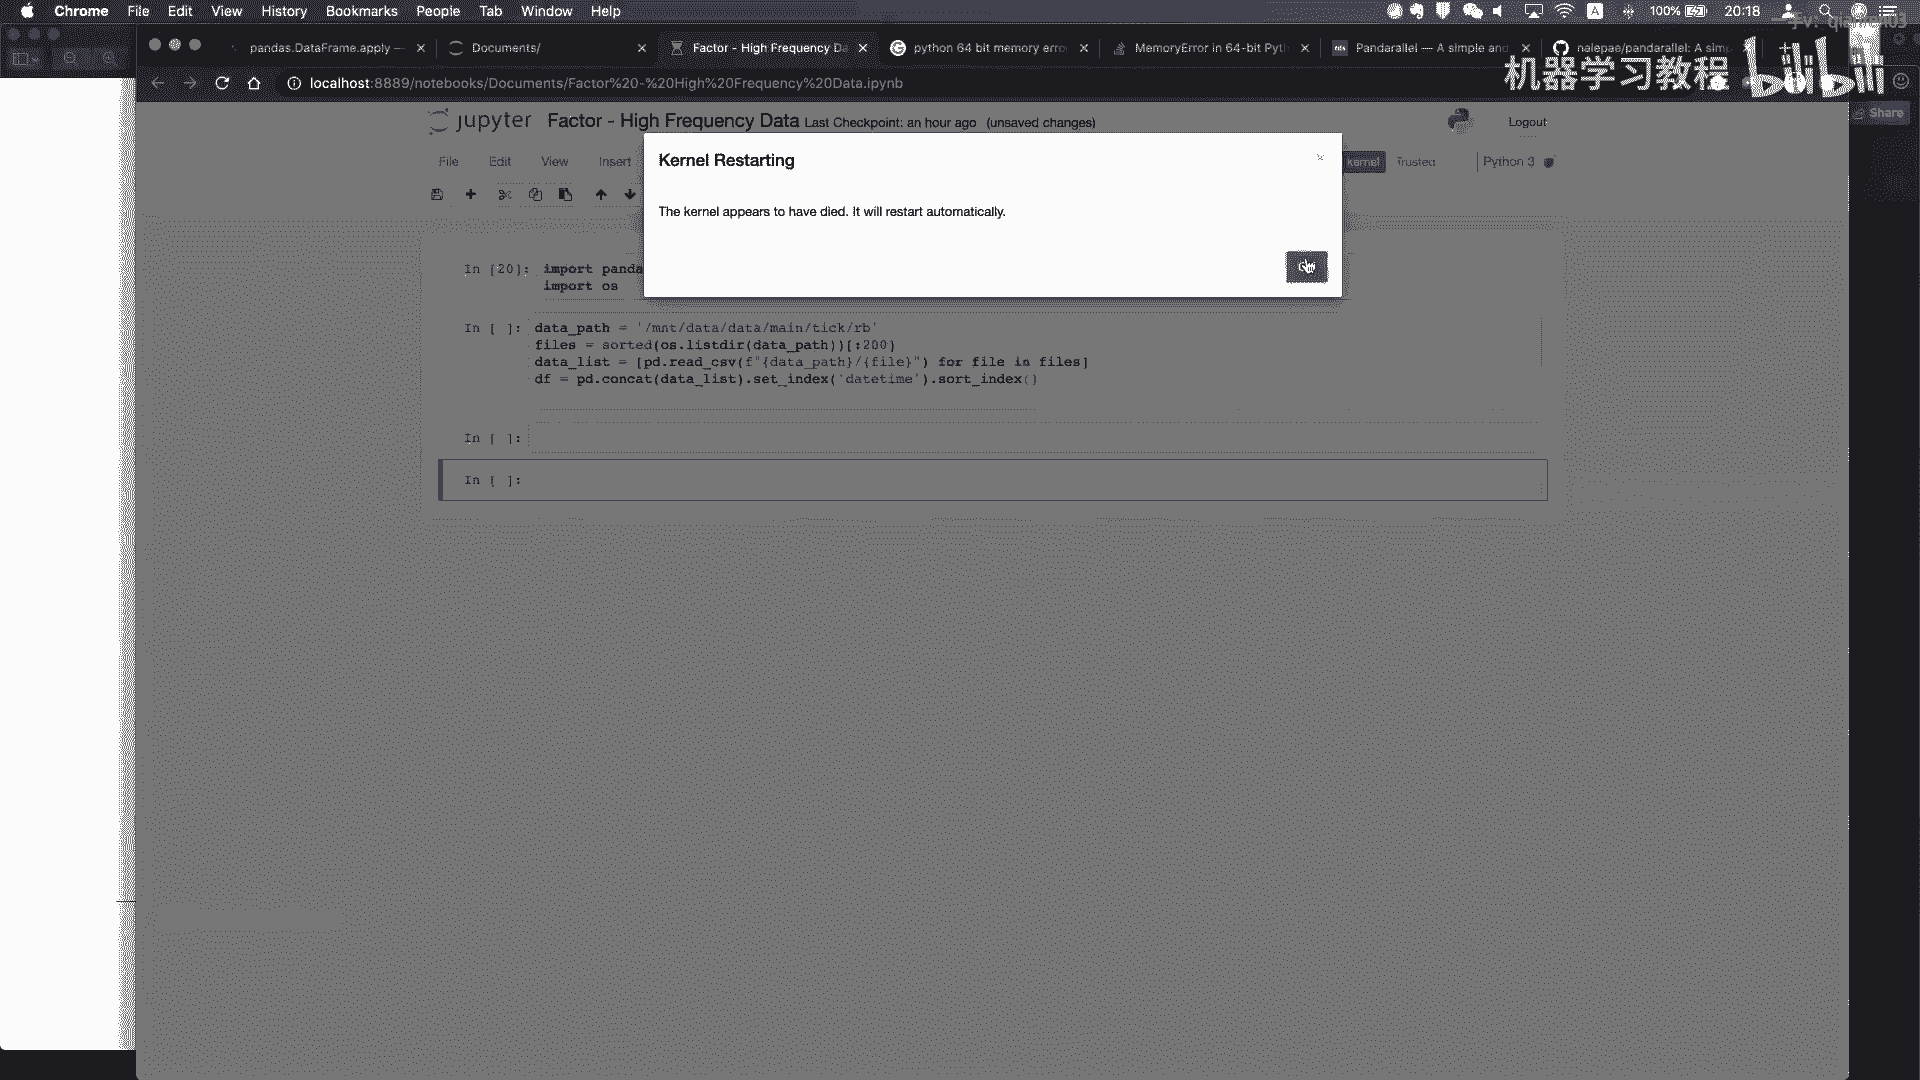 Chrome File Edit View History Bookmarks People Tab Window Help 100% 20:18
pandas.DataFrame.apply — Documents/ Factor - High Frequency Da python 64 bit memory erro MemoryError in 64-bit Pyth Pandarallel — A simple and nalepae/pandarallel: A sim
localhost:8889/notebooks/Documents/Factor%20-%20High%20Frequency%20Data.ipynb
机器学习教程 bilibili
Share
jupyter Factor - High Frequency Data Last Checkpoint: an hour ago (unsaved changes)
Logout
File Edit View Insert
kernel Trusted Python 3
Kernel Restarting
The kernel appears to have died. It will restart automatically.
In [20]: import panda
import os
In [ ]: data_path = '/mnt/data/data/main/tick/rb'
files = sorted(os.listdir(data_path))[:200]
data_list = [pd.read_csv(f"{data_path}/{file}") for file in files]
df = pd.concat(data_list).set_index('datetime').sort_index()
In [ ]:
In [ ]: